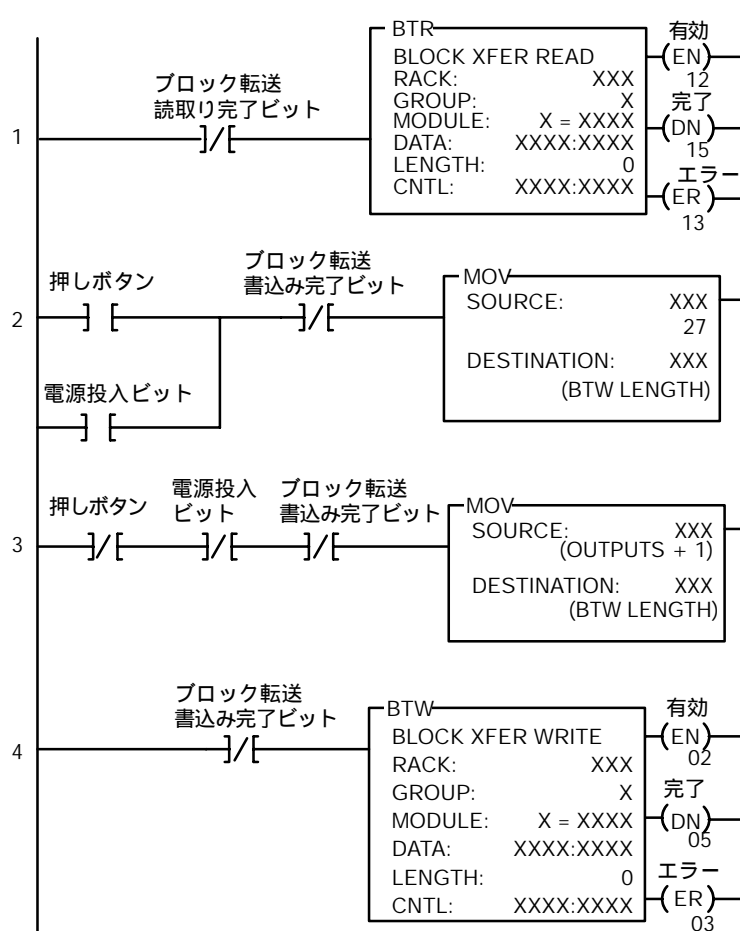 1
ブロック転送
読取り完了ビット
BTR
BLOCK XFER READ
RACK: XXX
GROUP: X
MODULE: X = XXXX
DATA: XXXX:XXXX
LENGTH: 0
CNTL: XXXX:XXXX
有効
EN
12
完了
DN
15
エラー
ER
13
2
押しボタン
電源投入ビット
ブロック転送
書込み完了ビット
MOV
SOURCE: XXX
27
DESTINATION: XXX
(BTW LENGTH)
3
押しボタン
電源投入
ビット
ブロック転送
書込み完了ビット
MOV
SOURCE: XXX
(OUTPUTS + 1)
DESTINATION: XXX
(BTW LENGTH)
4
ブロック転送
書込み完了ビット
BTW
BLOCK XFER WRITE
RACK: XXX
GROUP: X
MODULE: X = XXXX
DATA: XXXX:XXXX
LENGTH: 0
CNTL: XXXX:XXXX
有効
EN
02
完了
DN
05
エラー
ER
03